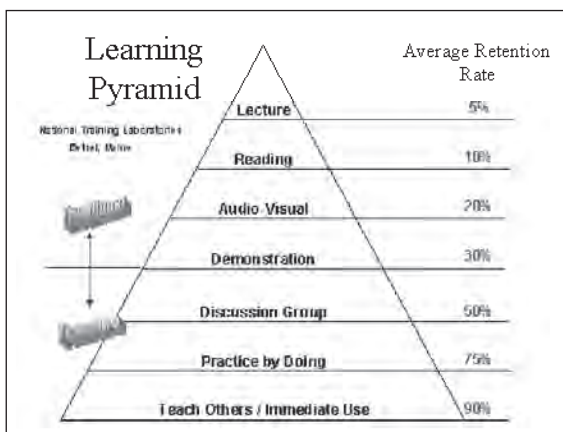 Learning
Pyramid
Average Retention
Rate
National Training Laboratories
Bethel, Maine
Lecture
5%
Reading
10%
Audio Visual
20%
Demonstration
30%
Discussion Group
50%
Practice by Doing
75%
Teach Others / Immediate Use
90%